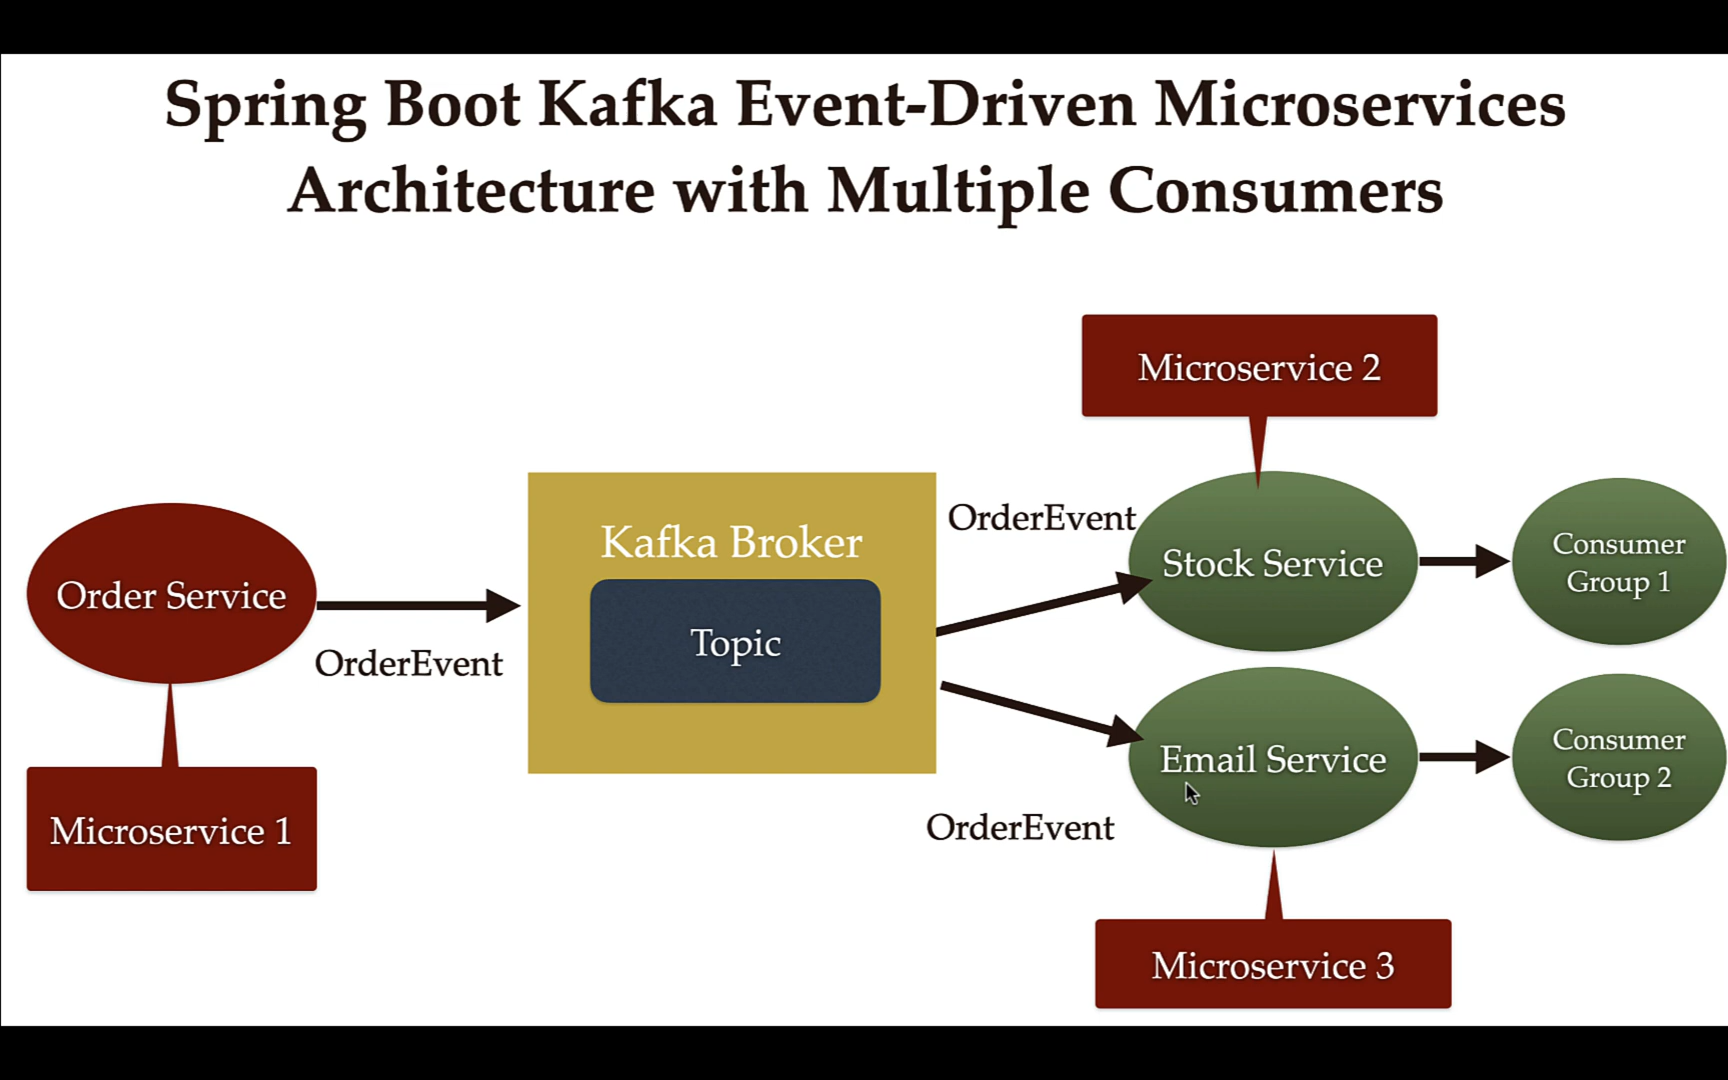 Spring Boot Kafka Event-Driven Microservices
Architecture with Multiple Consumers
Microservice 2
Kafka Broker
OrderEvent
Stock Service
Consumer
Group 1
Order Service
Topic
OrderEvent
Email Service
Consumer
Group 2
Microservice 1
OrderEvent
Microservice 3